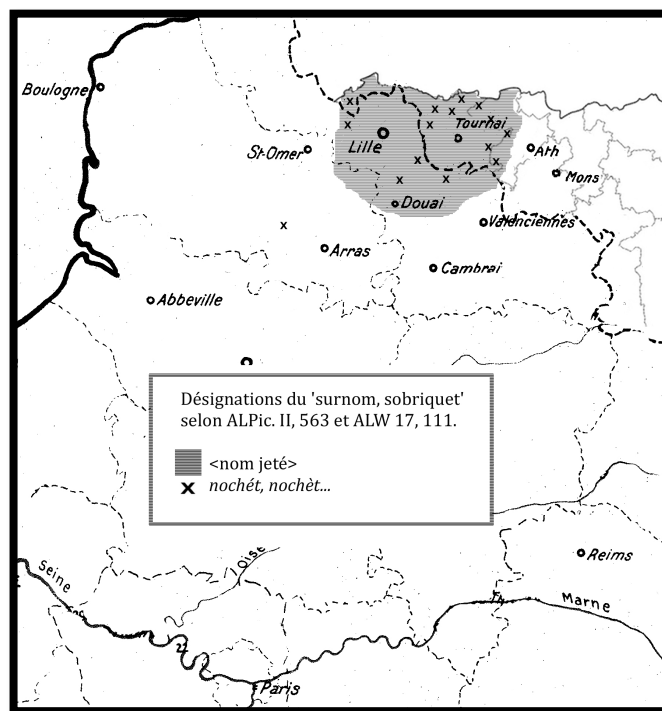 Boulogne
St-Omer
Lille
Tournai
Ath
Mons
Douai
Valenciennes
Arras
Cambrai
Abbeville
Désignations du 'surnom, sobriquet'
selon ALPic. II, 563 et ALW 17, 111.
<nom jeté>
x nochét, nochèt...
Oise
Reims
Seine
Marne
Paris